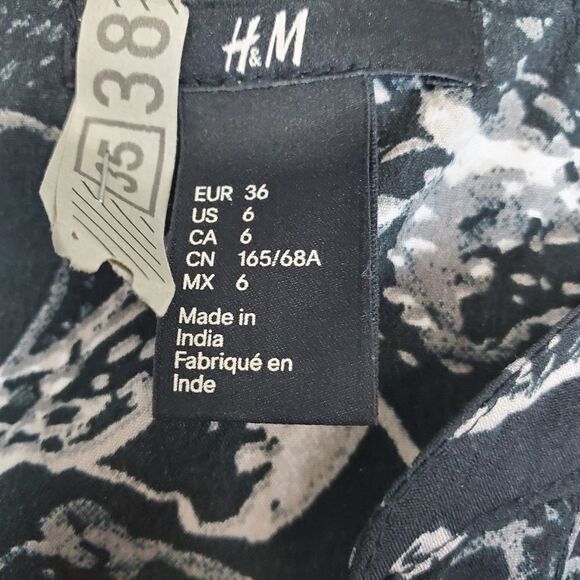 H&M
38
35
EUR 36
US 6
CA 6
CN 165/68A
MX 6
Made in
India
Fabriqué en
Inde